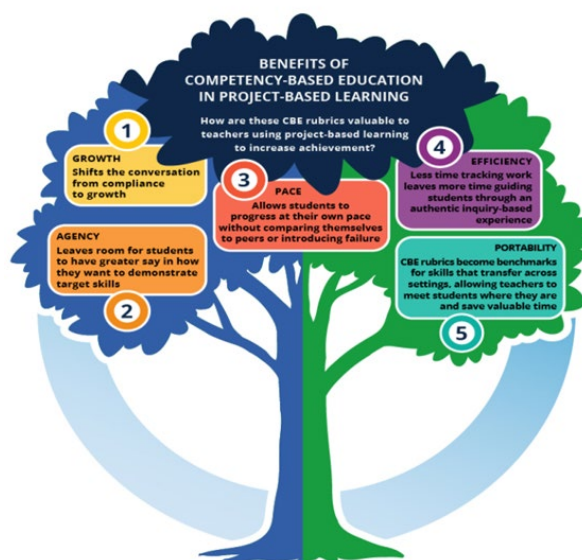 BENEFITS OF
COMPETENCY-BASED EDUCATION
IN PROJECT-BASED LEARNING
How are these CBE rubrics valuable to
teachers using project-based learning
to increase achievement?
1
GROWTH
Shifts the conversation
from compliance
to growth
AGENCY
Leaves room for students
to have greater say in how
they want to demonstrate
target skills
2
3
PACE
Allows students to
progress at their own pace
without comparing themselves
to peers or introducing failure
4
EFFICIENCY
Less time tracking work
leaves more time guiding
students through an
authentic inquiry-based
experience
PORTABILITY
CBE rubrics become benchmarks
for skills that transfer across
settings, allowing teachers to
meet students where they are
and save valuable time
5